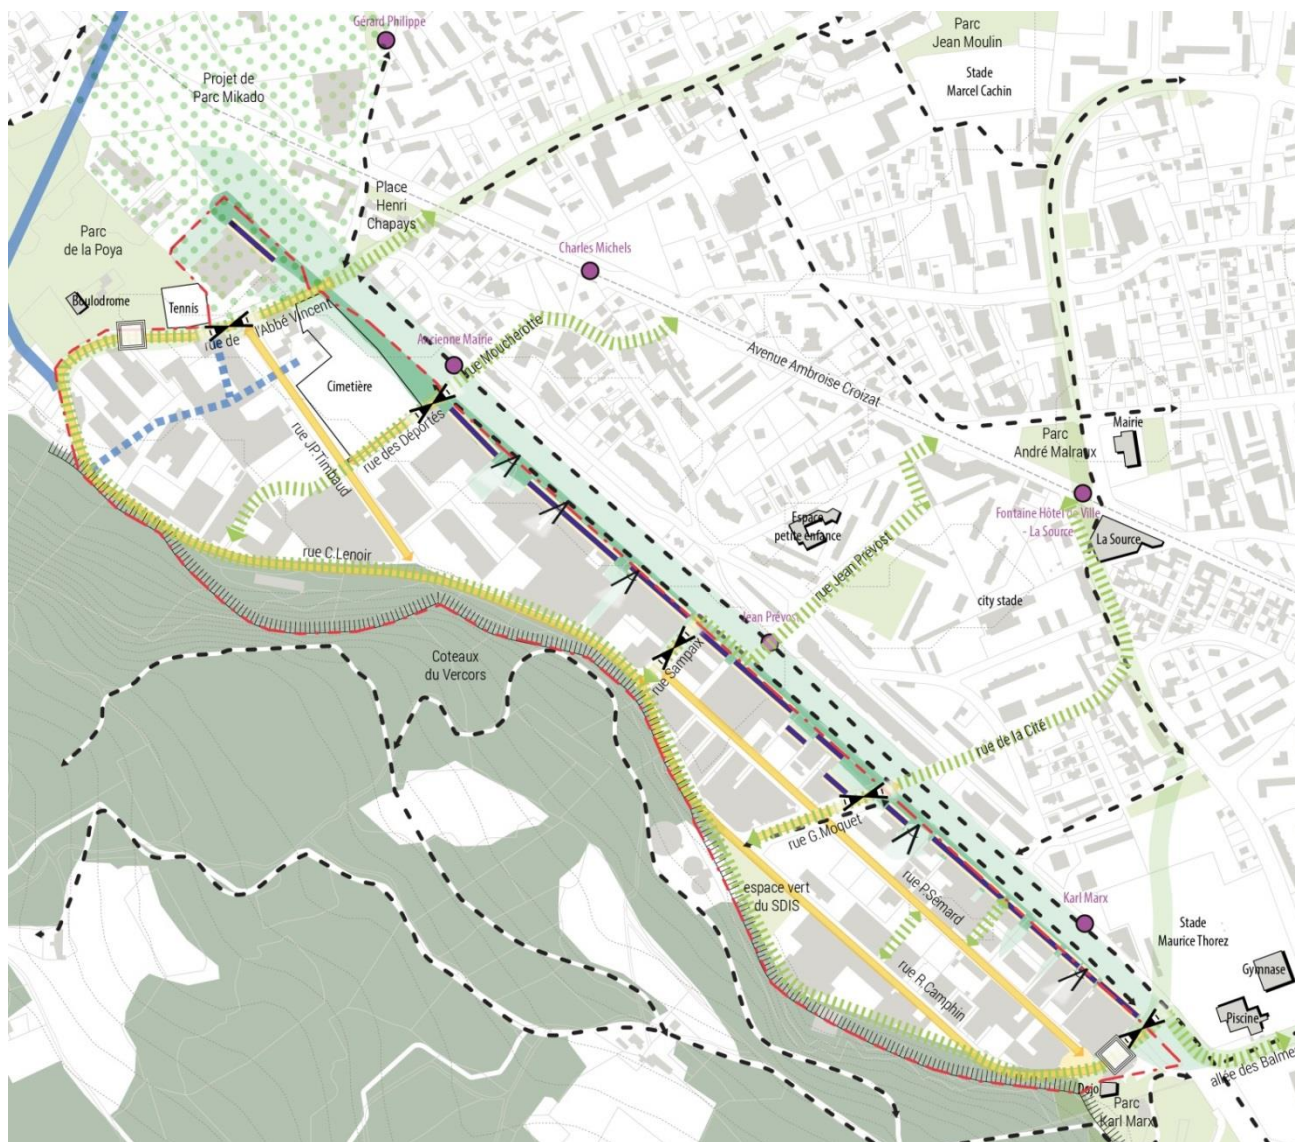 Gérard Philippe
Parc
Jean Moulin
Projet de
Parc Mikado
Stade
Marcel Cachin
Place
Henri
Chapays
Parc
de la Poya
Charles Michels
Boulodrome
Tennis
rue de
l'Abbé Vincent
Ancienne Mairie
rue Moucherotte
Avenue Ambroise Croizat
Cimetière
rue des Déportés
rue JP.Timbaud
Parc
André Malraux
Mairie
Fontaine Hôtel de Ville
- La Source
La Source
Espace
petite enfance
rue C.Lenoir
rue Jean Prévost
city stade
Jean Prévost
Coteaux
du Vercors
rue Sampaix
rue de la Cité
rue G.Moquet
espace vert
du SDIS
rue P.Sémard
Karl Marx
Stade
Maurice Thorez
rue R.Camphin
Gymnase
Piscine
allée des Balmes
Dojo
Parc
Karl Marx